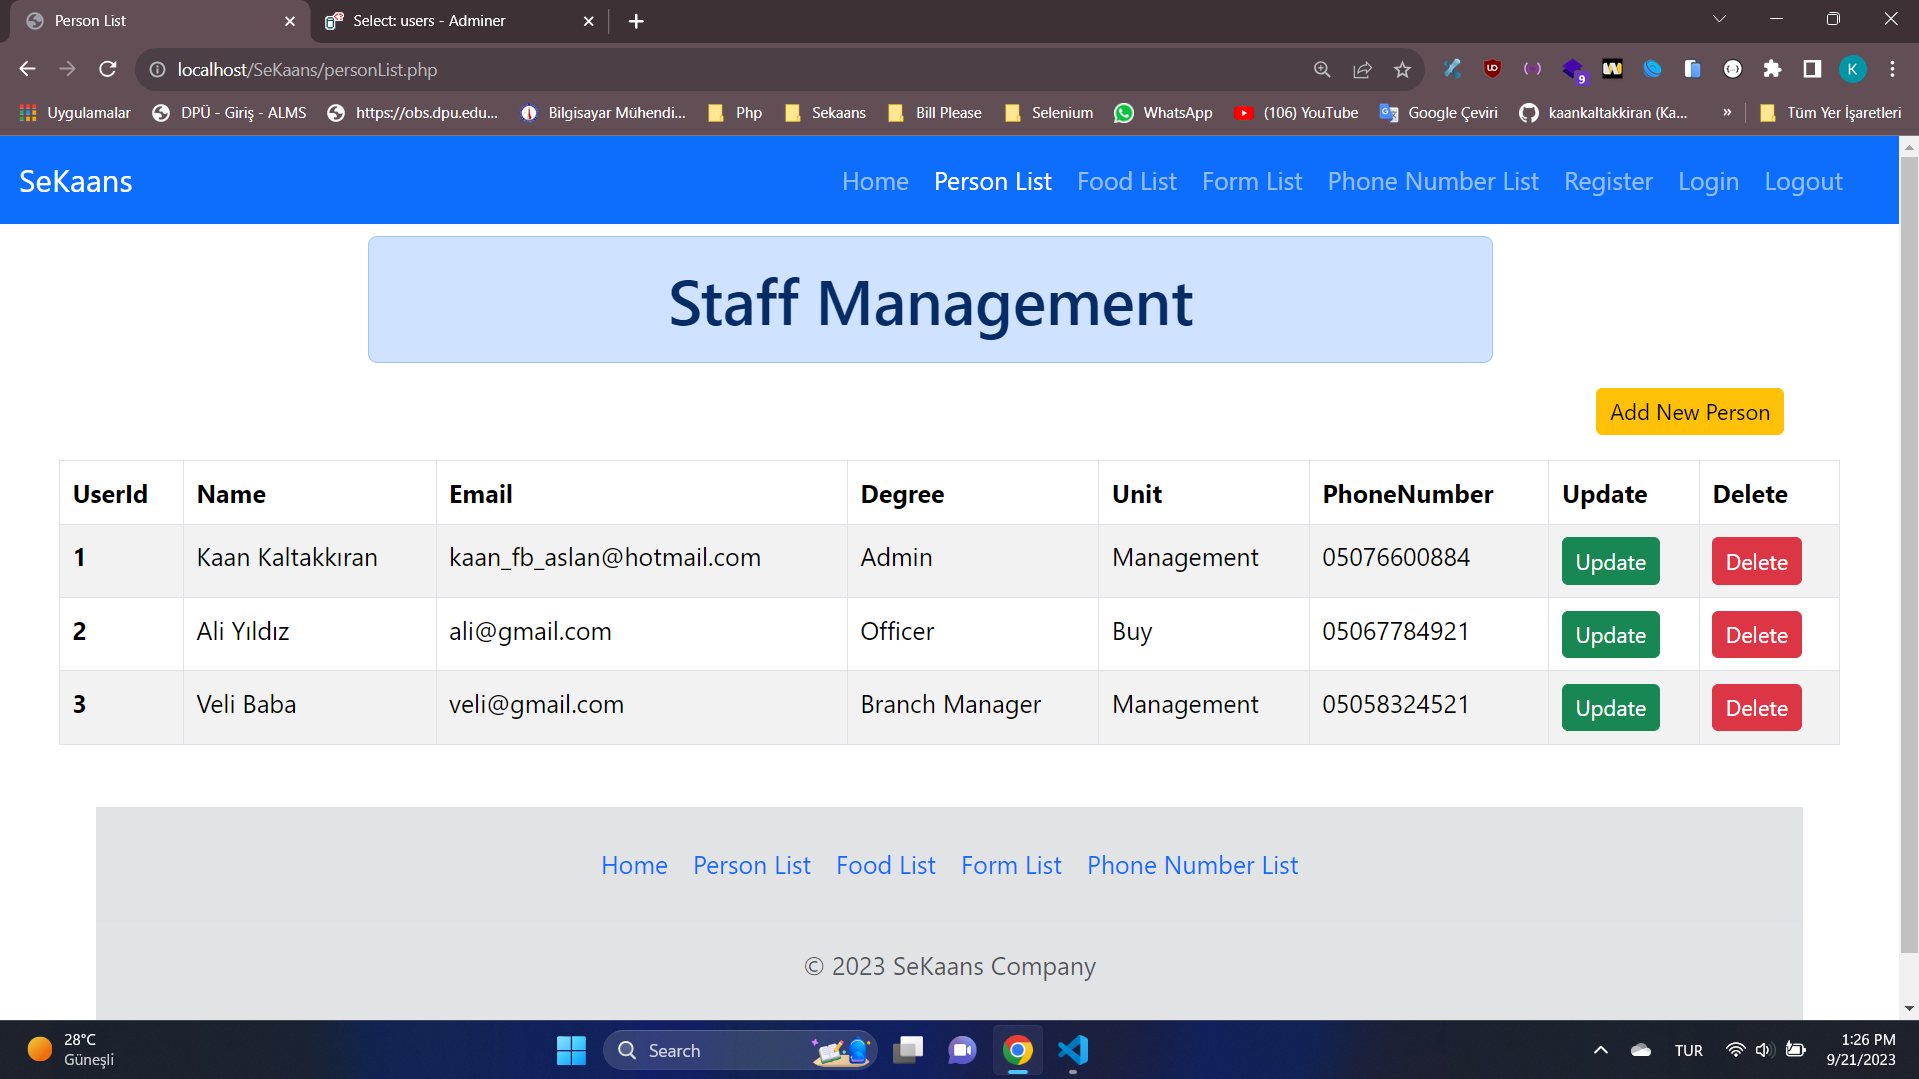 Person List
Select: users - Adminer
localhost/SeKaans/personList.php
9
K
Uygulamalar
DPÜ - Giriş - ALMS
https://obs.dpu.edu...
Bilgisayar Mühendi...
Php
Sekaans
Bill Please
Selenium
WhatsApp
(106) YouTube
Google Çeviri
kaankaltakkiran (Ka...
»
Tüm Yer İşaretleri
SeKaans
Home Person List Food List Form List Phone Number List Register Login Logout
Staff Management
Add New Person
UserId Name Email Degree Unit PhoneNumber Update Delete
1 Kaan Kaltakkıran kaan_fb_aslan@hotmail.com Admin Management 05076600884 Update Delete
2 Ali Yıldız ali@gmail.com Officer Buy 05067784921 Update Delete
3 Veli Baba veli@gmail.com Branch Manager Management 05058324521 Update Delete
Home Person List Food List Form List Phone Number List
© 2023 SeKaans Company
28°C
Güneşli
Search
TUR
1:26 PM
9/21/2023